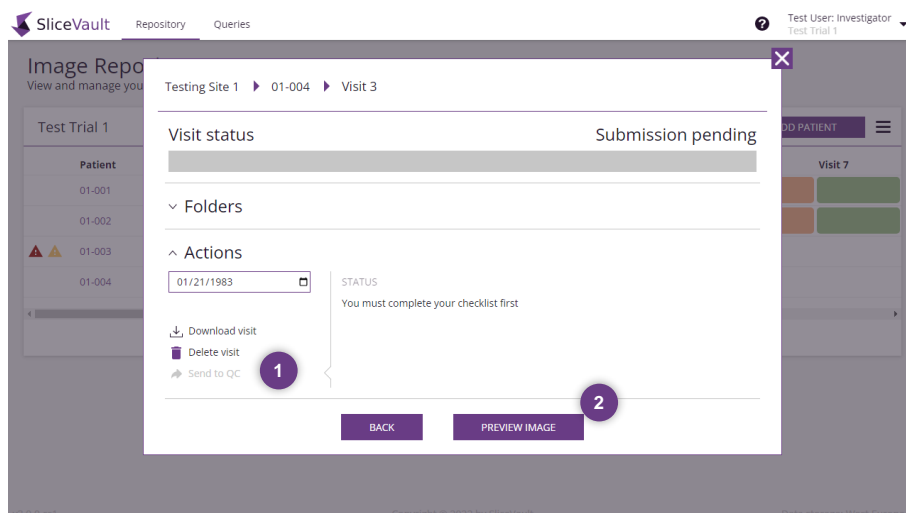 SliceVault Repository Queries
Test User: Investigator
Test Trial 1
Image Repo
View and manage you
Testing Site 1 01-004 Visit 3
Test Trial 1
DD PATIENT
Visit status Submission pending
Patient
Visit 7
01-001
01-002
01-003
01-004
Folders
Actions
01/21/1983
STATUS
You must complete your checklist first
Download visit
Delete visit
Send to QC
1
2
BACK
PREVIEW IMAGE